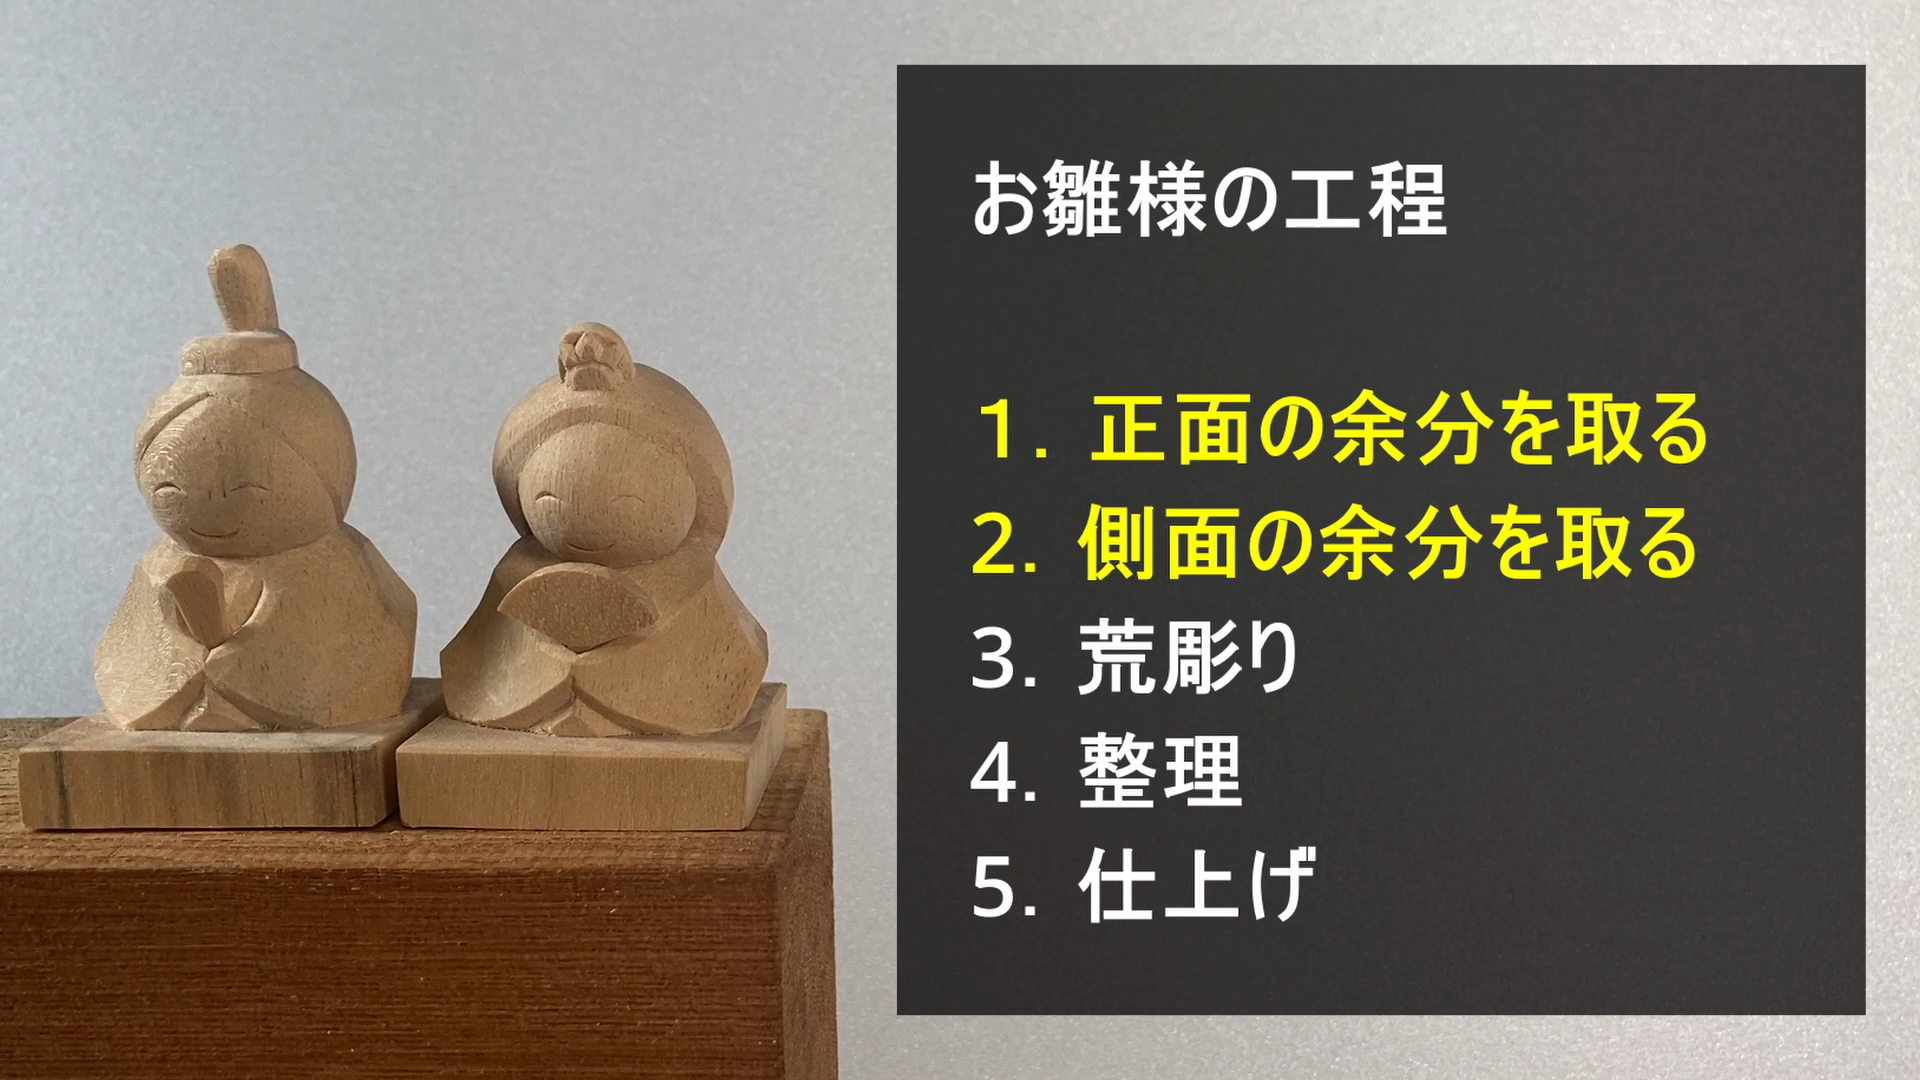 お雛様の工程
１. 正面の余分を取る
2. 側面の余分を取る
3. 荒彫り
4. 整理
5. 仕上げ